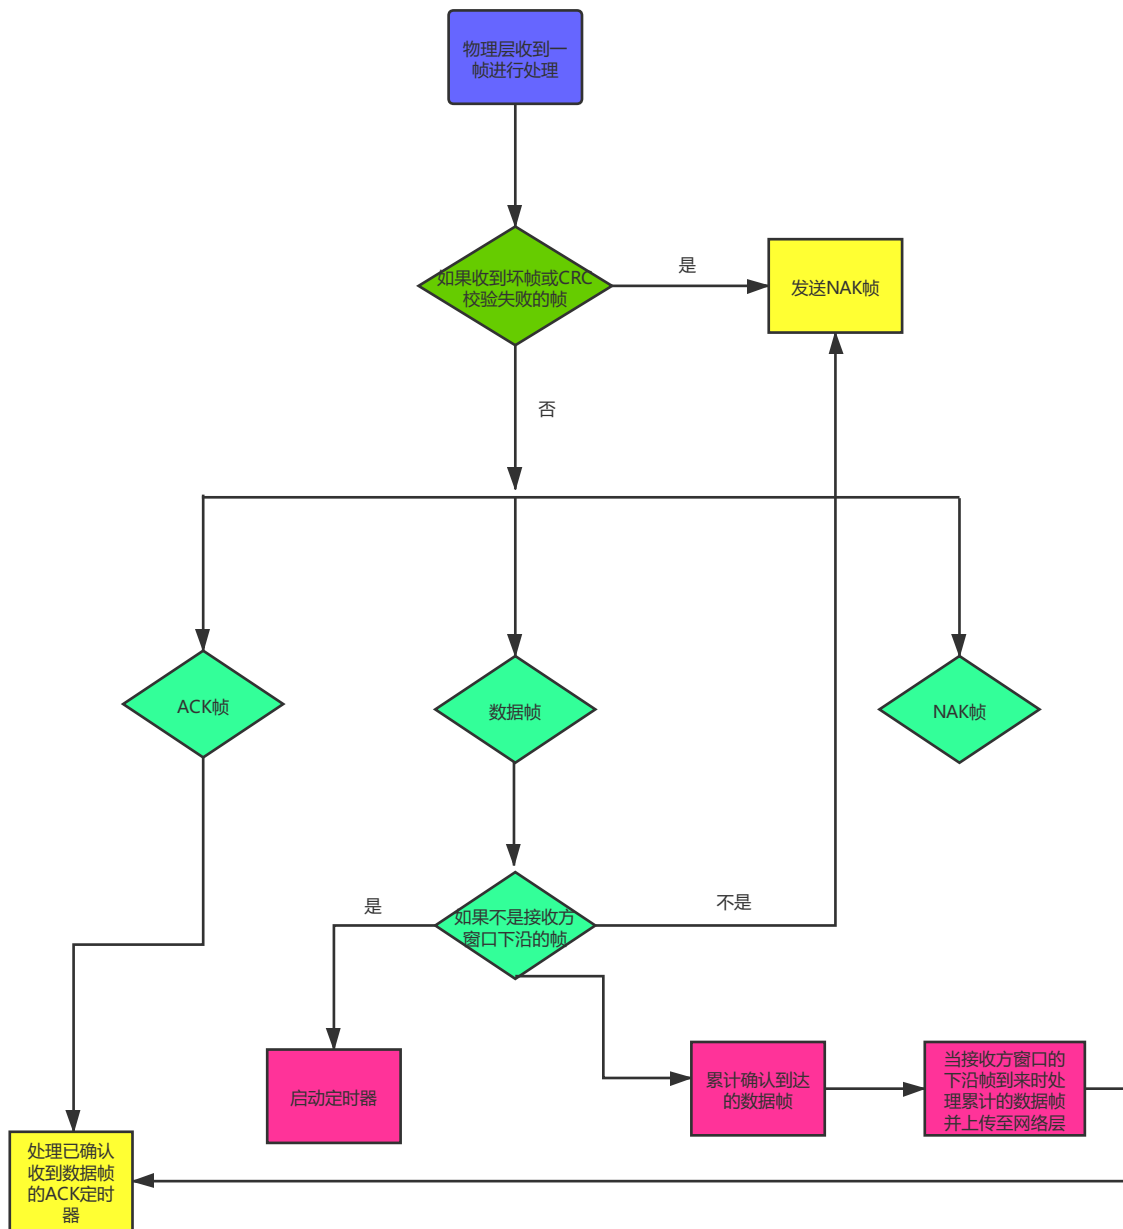 物理层收到一
帧进行处理
如果收到坏帧或CRC
校验失败的帧
是
发送NAK帧
否
ACK帧
数据帧
NAK帧
是
如果不是接收方
窗口下沿的帧
不是
启动定时器
累计确认到达
的数据帧
当接收方窗口的
下沿帧到来时处
理累计的数据帧
并上传至网络层
处理已确认
收到数据帧
的ACK定时
器